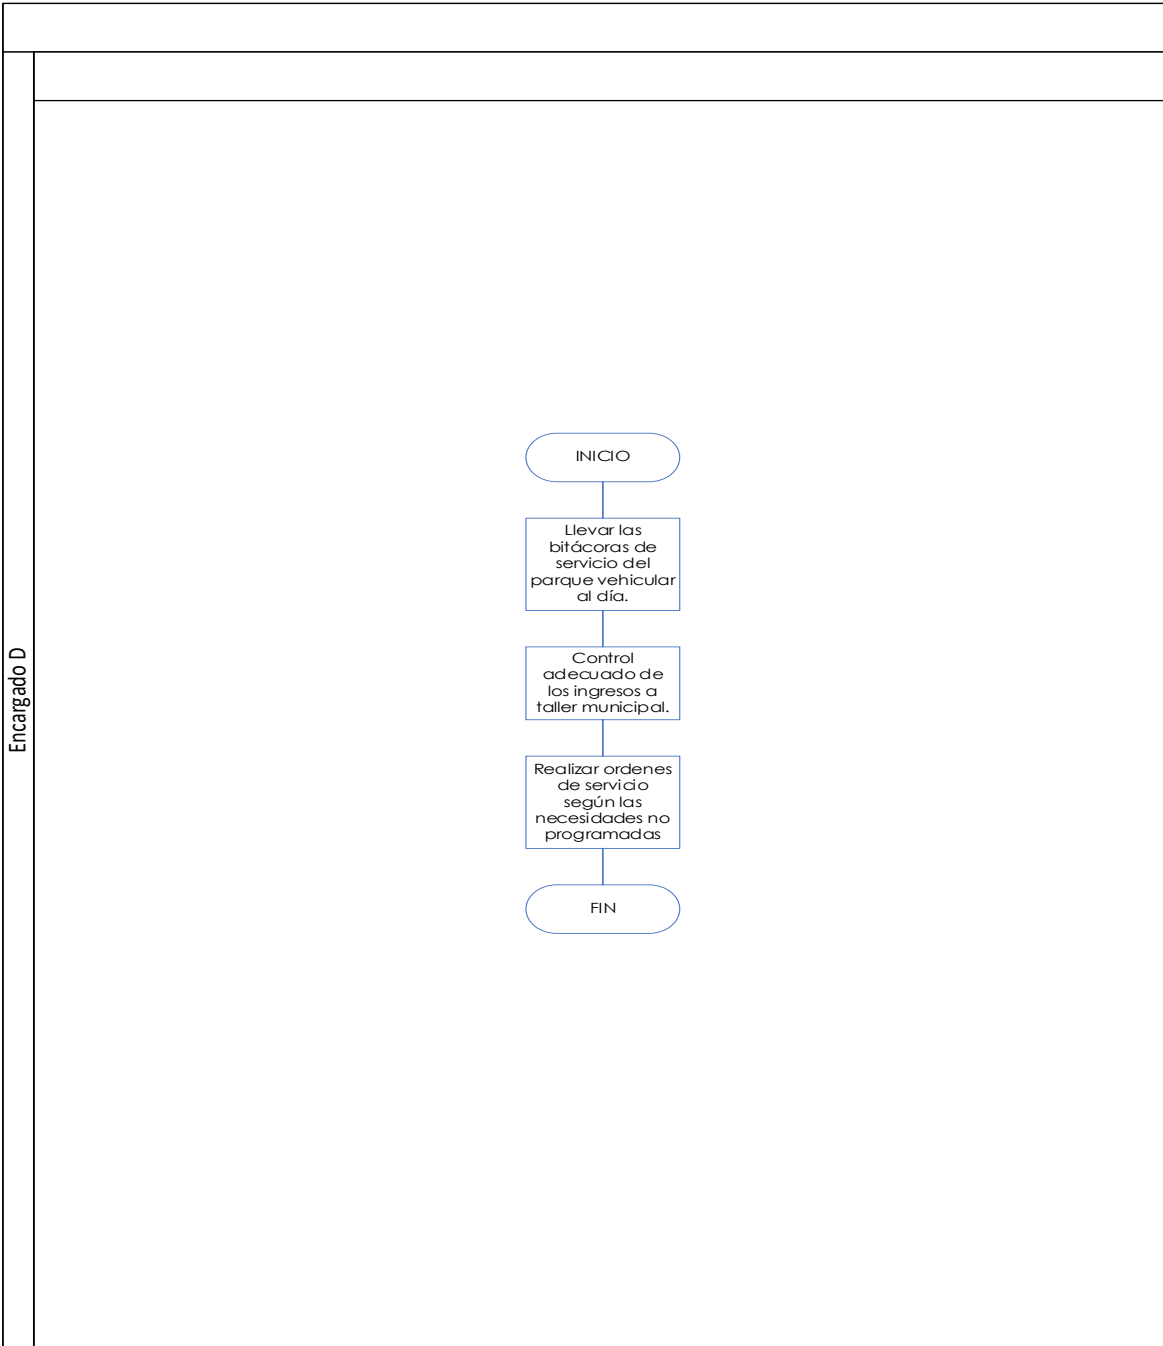 Encargado D
INICIO
Llevar las
bitácoras de
servicio del
parque vehicular
al día.
Control
adecuado de
los ingresos a
taller municipal.
Realizar ordenes
de servicio
según las
necesidades no
programadas
FIN